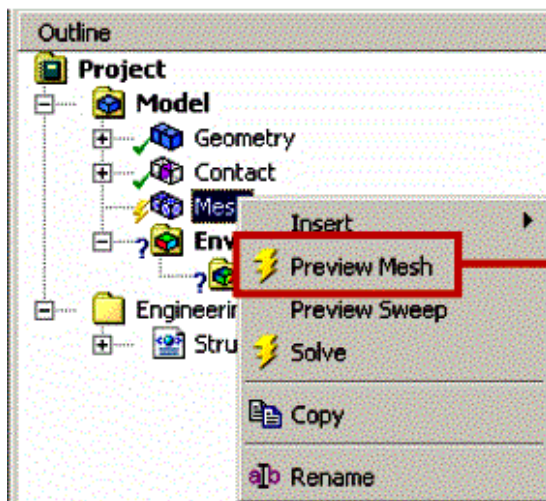 Outline
Project
Model
Geometry
Contact
Mes
Env
Engineerin
Stru
Insert
Preview Mesh
Preview Sweep
Solve
Copy
Rename